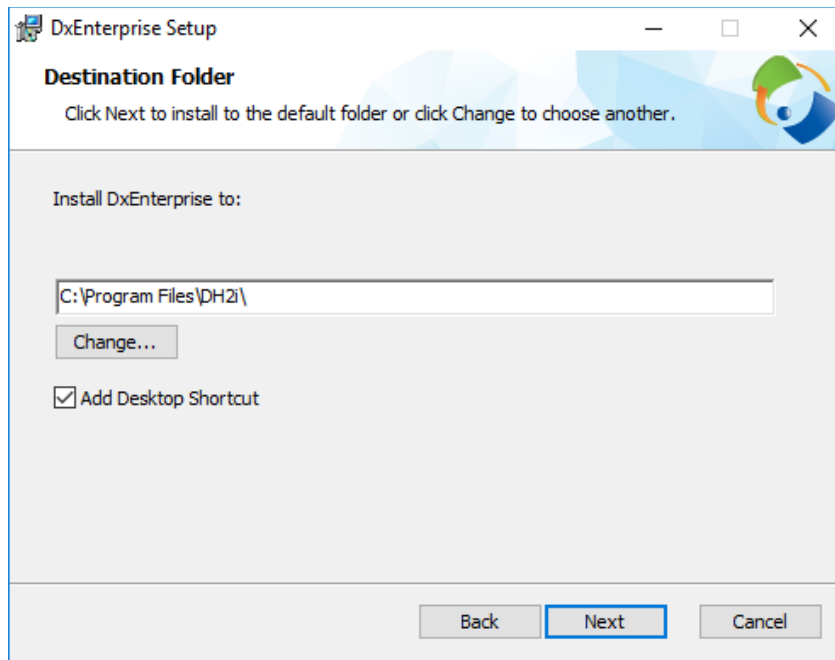 DxEnterprise Setup
Destination Folder
Click Next to install to the default folder or click Change to choose another.
Install DxEnterprise to:
C:\Program Files\DH2i\
Change...
Add Desktop Shortcut
Back Next Cancel